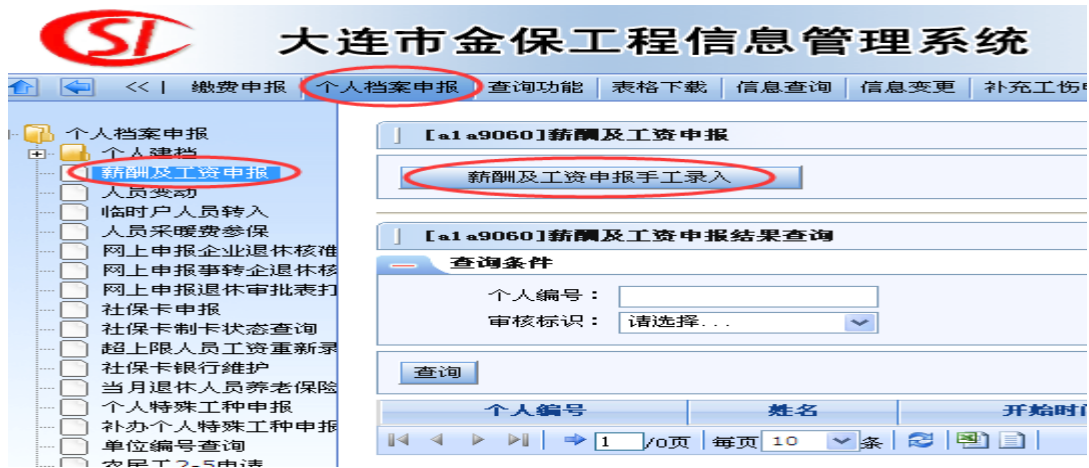 SI
大连市金保工程信息管理系统
<< | 缴费申报 | 个人档案申报 | 查询功能 | 表格下载 | 信息查询 | 信息变更 | 补充工伤
个人档案申报
个人建档
薪酬及工资申报
人员变动
临时户人员转入
人员采暖费参保
网上申报企业退休核准
网上申报事转企退休核
网上申报退休审批表打
社保卡申报
社保卡制卡状态查询
超上限人员工资重新录
社保卡银行维护
当月退休人员养老保险
个人特殊工种申报
补办个人特殊工种申报
单位编号查询
农民工2-5申请
[a1a9060]薪酬及工资申报
薪酬及工资申报手工录入
[a1a9060]薪酬及工资申报结果查询
查询条件
个人编号：
审核标识： 请选择...
查询
个人编号 姓名 开始时间
1 /0页 每页 10 条